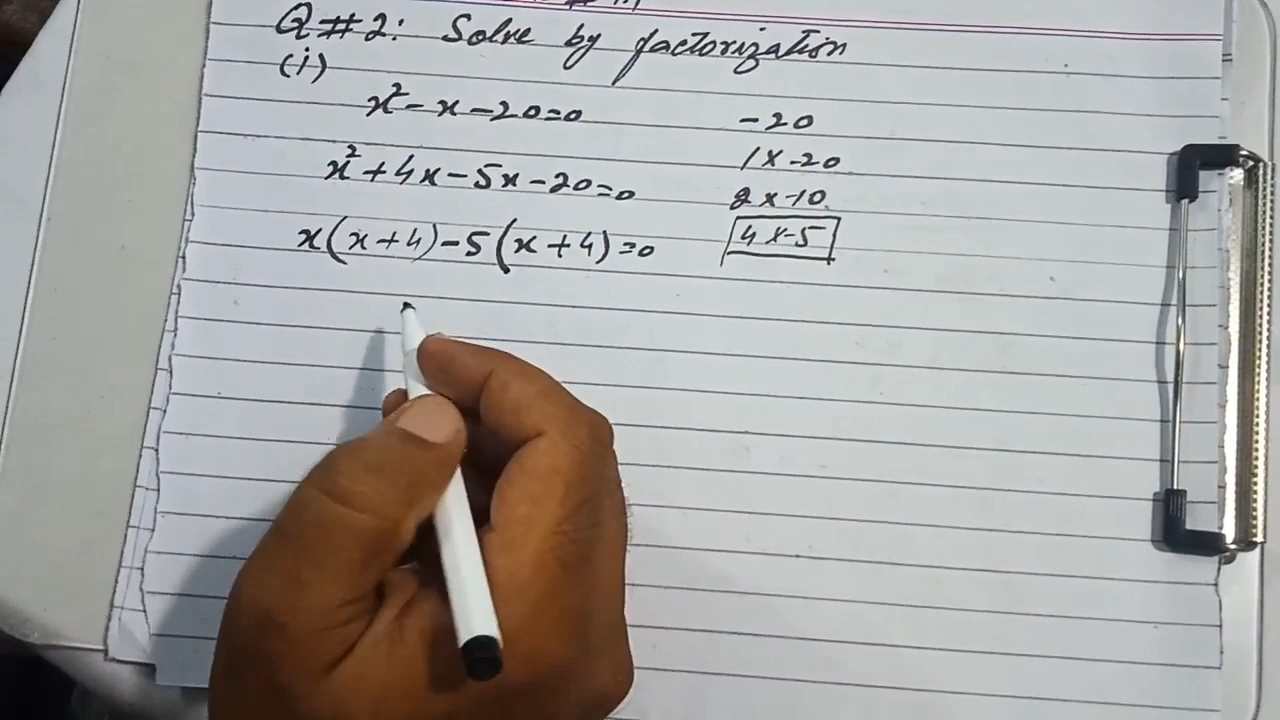 Q#2: Solve by factorization
(i)
x² - x - 20 = 0
x² + 4x - 5x - 20 = 0
x(x + 4) - 5(x + 4) = 0
-20
1 x -20
2 x -10
4 x -5